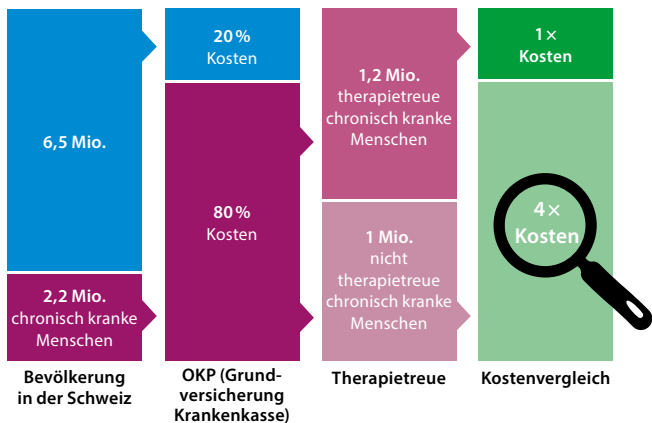 6,5 Mio.
2,2 Mio.
chronisch kranke
Menschen
Bevölkerung
in der Schweiz
20 %
Kosten
80 %
Kosten
OKP (Grund-
versicherung
Krankenkasse)
1,2 Mio.
therapietreue
chronisch kranke
Menschen
1 Mio.
nicht
therapietreue
chronisch kranke
Menschen
Therapietreue
1 ×
Kosten
4 ×
Kosten
Kostenvergleich